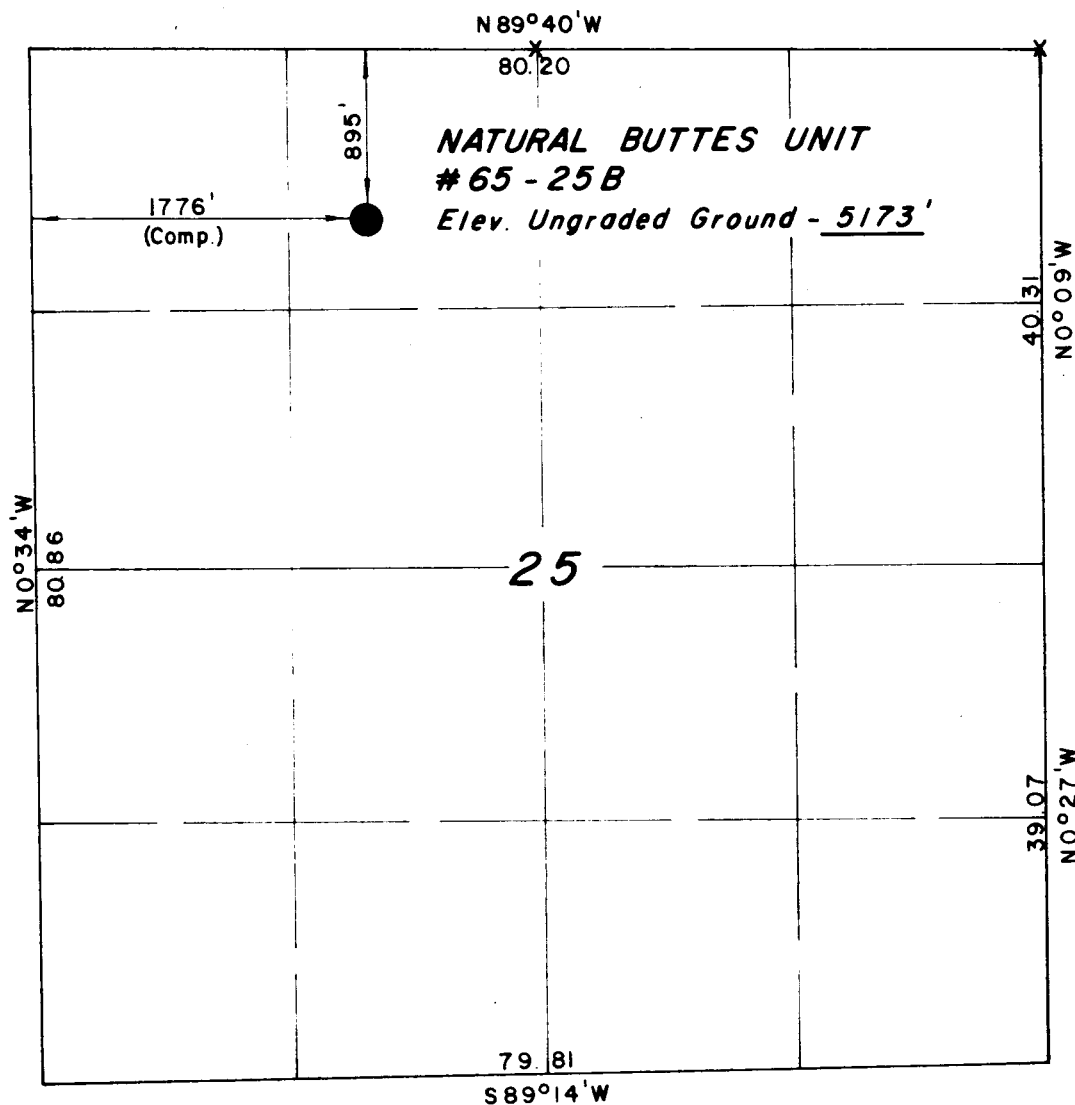 N89°40'W
80.20
895'
NATURAL BUTTES UNIT
#65-25B
Elev. Ungraded Ground - 5173'
1776'
(Comp.)
40.31
N0°09'W
N0°34'W
80.86
25
39.07
N0°27'W
79.81
S89°14'W